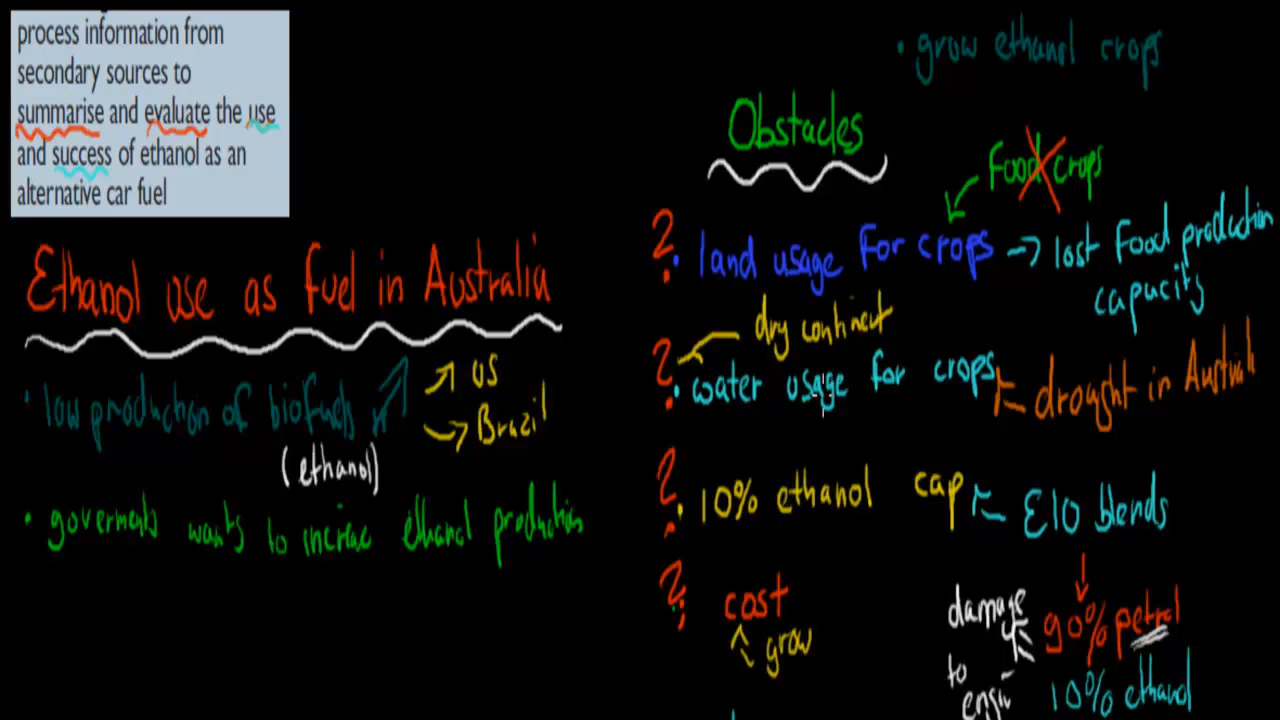 process information from
secondary sources to
summarise and evaluate the use
and success of ethanol as an
alternative car fuel
Ethanol use as fuel in Australia
• low production of biofuels
(ethanol)
US
Brazil
• goverments wants to increase ethanol production
• grow ethanol crops
Obstacles
Food crops
? • land usage for crops → lost food production
capacity
dry continent
? • water usage for crops
drought in Australi
? • 10% ethanol cap
E10 blends
? • cost
grow
damage
to
engi
90% petrol
10% ethanol